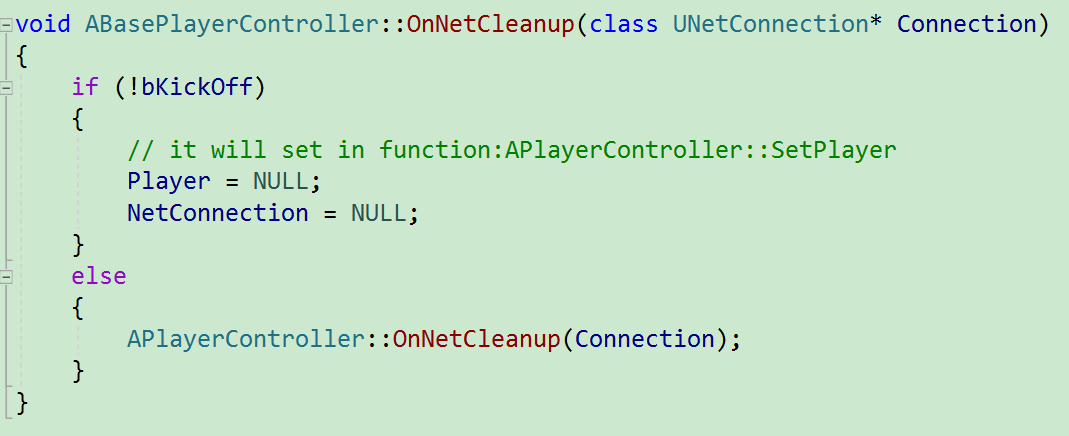 void ABasePlayerController::OnNetCleanup(class UNetConnection* Connection)
{
    if (!bKickOff)
    {
        // it will set in function:APlayerController::SetPlayer
        Player = NULL;
        NetConnection = NULL;
    }
    else
    {
        APlayerController::OnNetCleanup(Connection);
    }
}